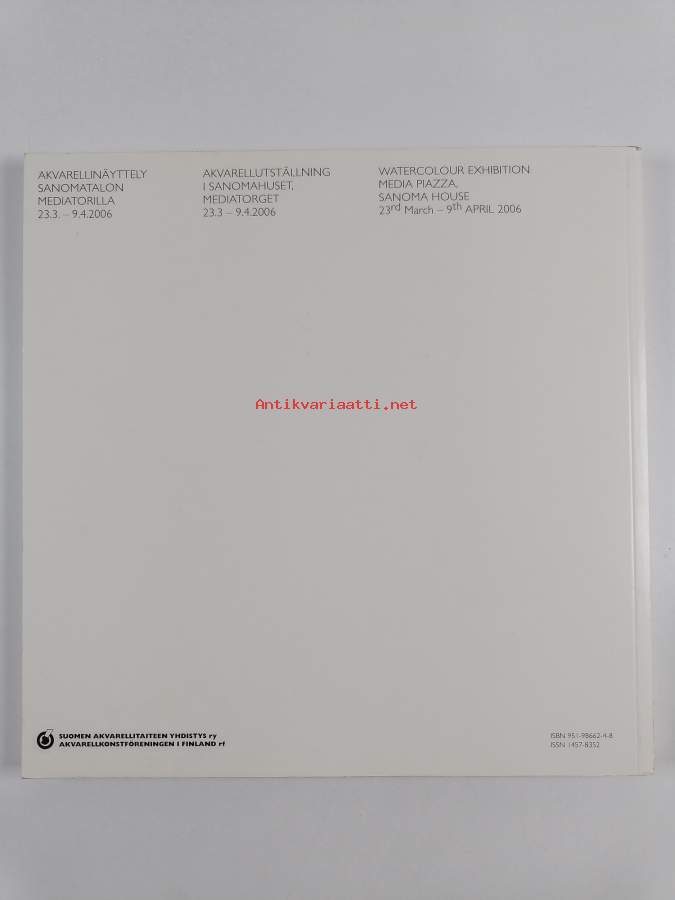 AKVARELLINÄYTTELY
SANOMATALON
MEDIATORILLA
23.3. – 9.4.2006
AKVARELLUTSTÄLLNING
I SANOMAHUSET,
MEDIATORGET
23.3 – 9.4.2006
WATERCOLOUR EXHIBITION
MEDIA PIAZZA,
SANOMA HOUSE
23rd March – 9th APRIL 2006
Antikvariaatti.net
SUOMEN AKVARELLITAITEEN YHDISTYS ry
AKVARELLKONSTFÖRENINGEN I FINLAND rf
ISBN 951-98662-4-8
ISSN 1457-8352